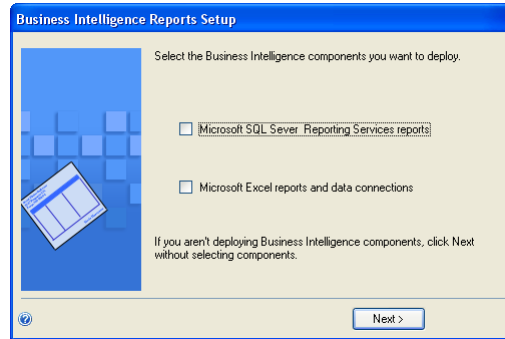 Business Intelligence Reports Setup
Select the Business Intelligence components you want to deploy.
Microsoft SQL Sever Reporting Services reports
Microsoft Excel reports and data connections
If you aren't deploying Business Intelligence components, click Next
without selecting components.
?
Next >